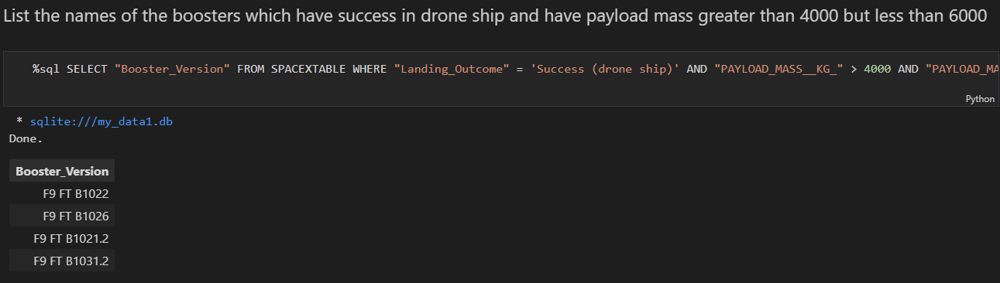 List the names of the boosters which have success in drone ship and have payload mass greater than 4000 but less than 6000
%sql SELECT "Booster_Version" FROM SPACEXTABLE WHERE "Landing_Outcome" = 'Success (drone ship)' AND "PAYLOAD_MASS__KG_" > 4000 AND "PAYLOAD_MA
Python
* sqlite:///my_data1.db
Done.
Booster_Version
F9 FT B1022
F9 FT B1026
F9 FT B1021.2
F9 FT B1031.2